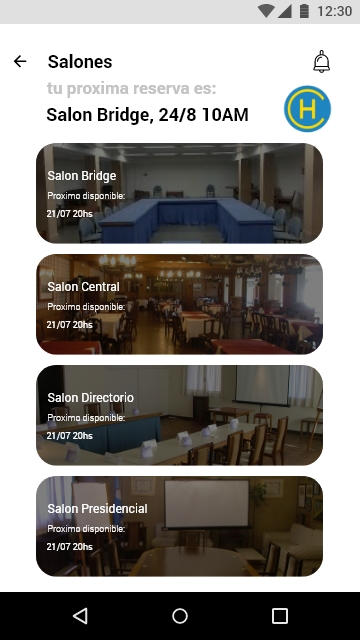 12:30
Salones
tu proxima reserva es:
Salon Bridge, 24/8 10AM
Salon Bridge
Proximo disponible:
21/07 20hs
Salon Central
Proximo disponible:
21/07 20hs
Salon Directorio
Proximo disponible:
21/07 20hs
Salon Presidencial
Proximo disponible:
21/07 20hs